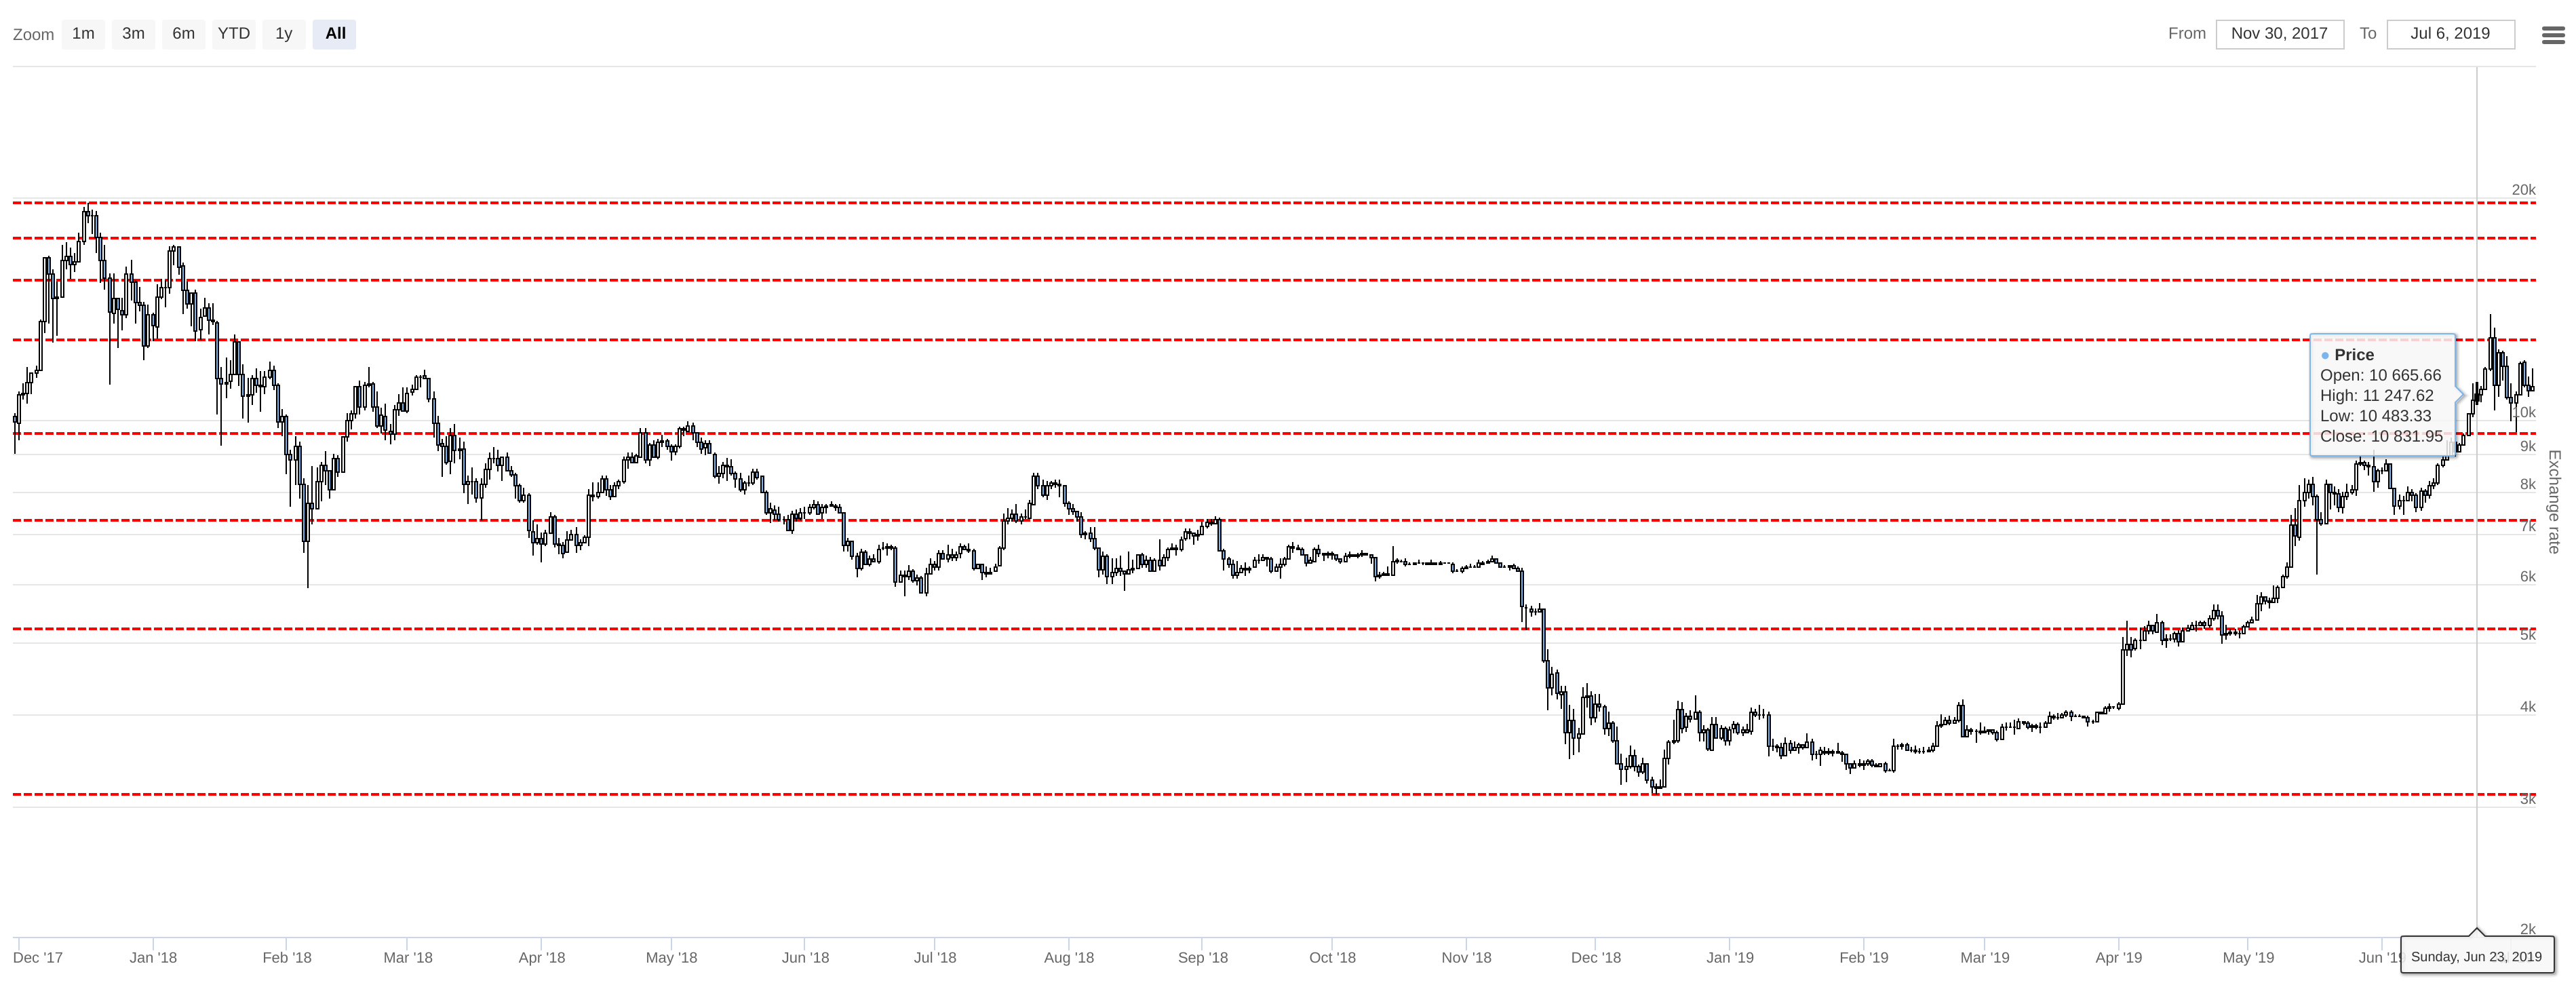 Zoom 1m 3m 6m YTD 1y All From Nov 30, 2017 To Jul 6, 2019
20k
● Price
Open: 10 665.66
High: 11 247.62
Low: 10 483.33
Close: 10 831.95
10k
9k
8k
7k
6k
5k
4k
3k
2k
Exchange rate
Dec '17 Jan '18 Feb '18 Mar '18 Apr '18 May '18 Jun '18 Jul '18 Aug '18 Sep '18 Oct '18 Nov '18 Dec '18 Jan '19 Feb '19 Mar '19 Apr '19 May '19 Jun '19
Sunday, Jun 23, 2019